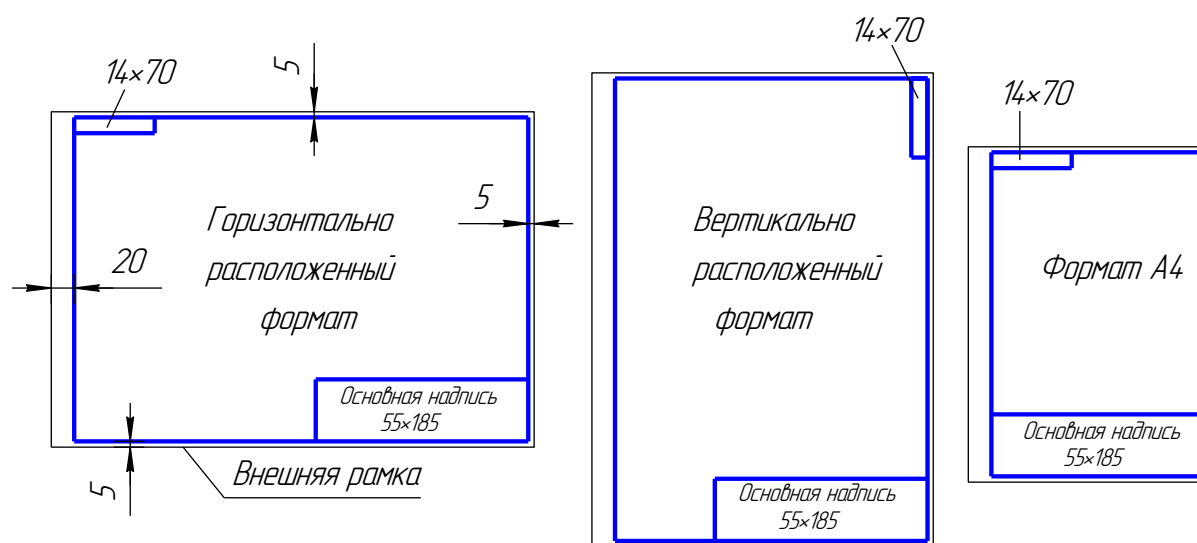 14×70
5
Горизонтально
расположенный
формат
5
20
Основная надпись
55×185
5
Внешняя рамка
14×70
Вертикально
расположенный
формат
Основная надпись
55×185
14×70
Формат А4
Основная надпись
55×185